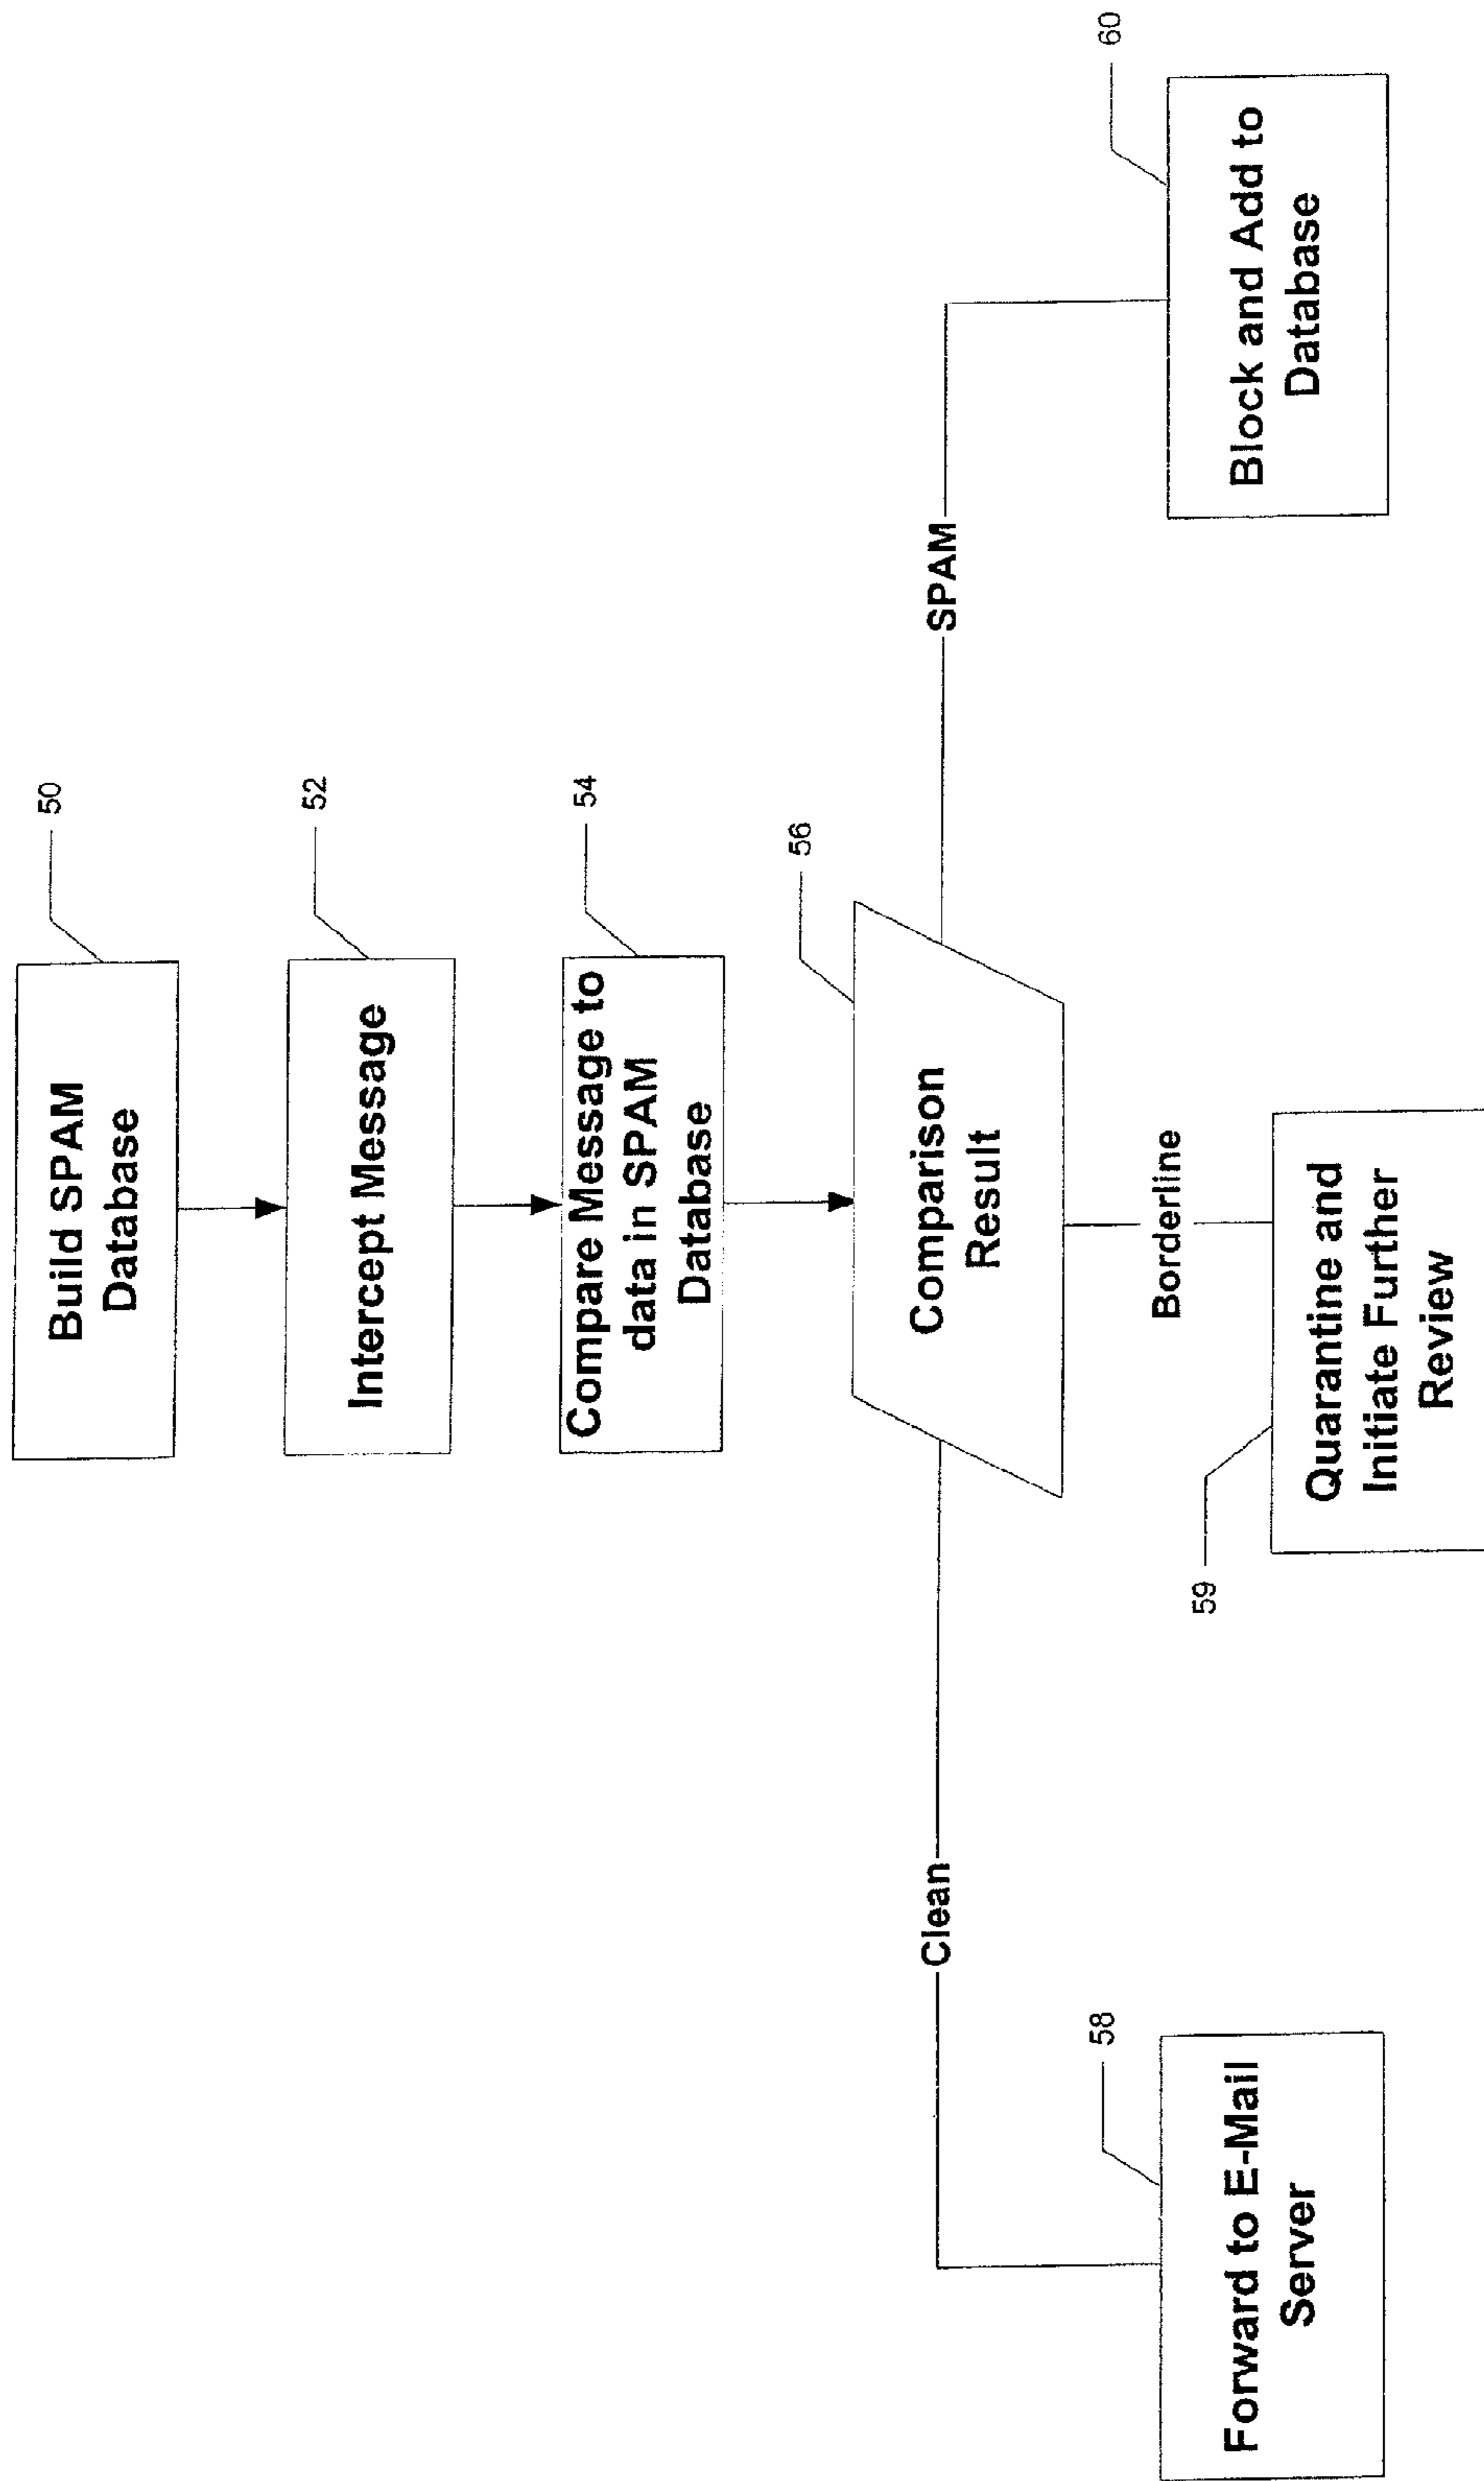 50
Build SPAM
Database
52
Intercept Message
54
Compare Message to
data in SPAM
Database
56
Comparison
Result
Clean
Borderline
SPAM
58
Forward to E-Mail
Server
59
Quarantine and
Initiate Further
Review
60
Block and Add to
Database